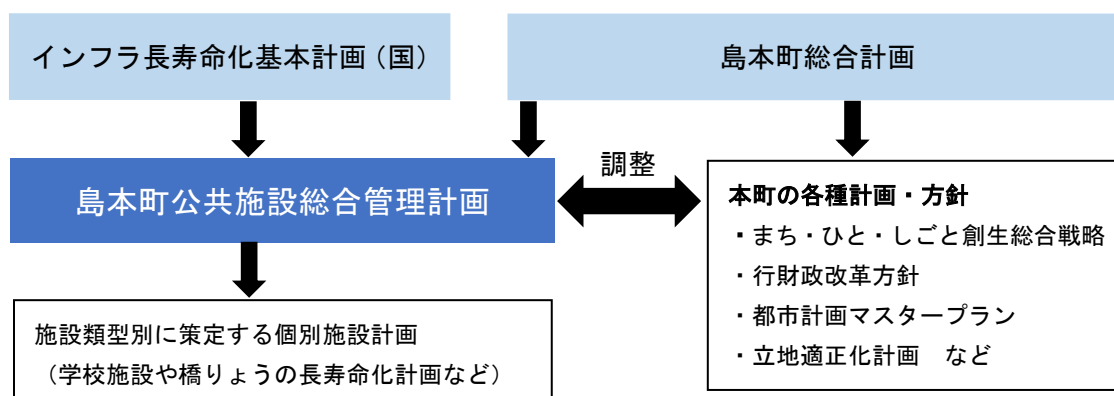 インフラ長寿命化基本計画（国）
島本町総合計画
島本町公共施設総合管理計画
調整
本町の各種計画・方針
・まち・ひと・しごと創生総合戦略
・行財政改革方針
・都市計画マスタープラン
・立地適正化計画　など
施設類型別に策定する個別施設計画
（学校施設や橋りょうの長寿命化計画など）